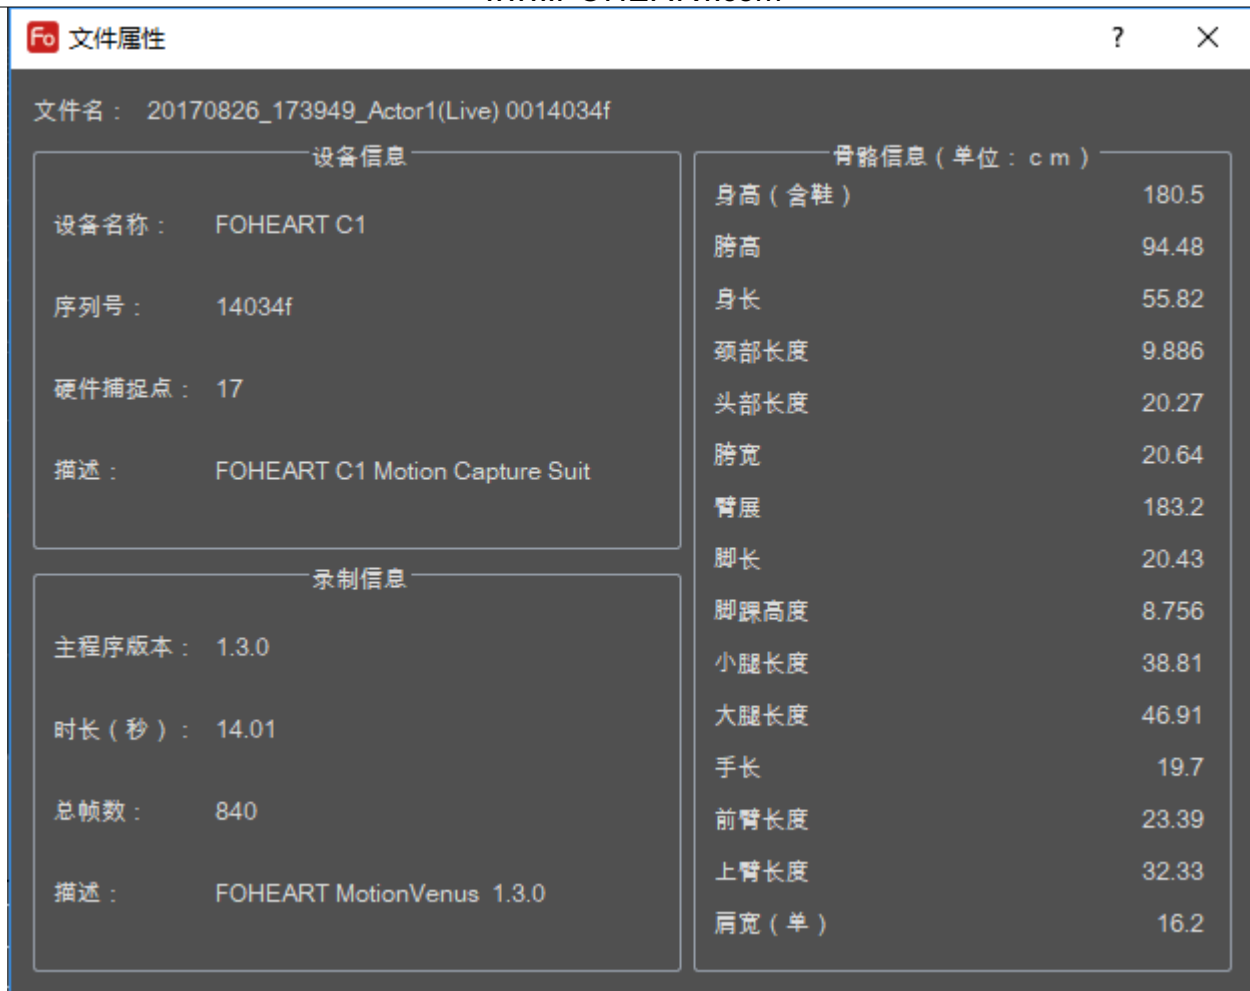 Fo 文件属性 ?
文件名： 20170826_173949_Actor1(Live) 0014034f
设备信息
设备名称： FOHEART C1
序列号： 14034f
硬件捕捉点： 17
描述： FOHEART C1 Motion Capture Suit
录制信息
主程序版本： 1.3.0
时长（秒）： 14.01
总帧数： 840
描述： FOHEART MotionVenus 1.3.0
骨骼信息（单位：cm）
身高（含鞋） 180.5
胯高 94.48
身长 55.82
颈部长度 9.886
头部长度 20.27
胯宽 20.64
臂展 183.2
脚长 20.43
脚踝高度 8.756
小腿长度 38.81
大腿长度 46.91
手长 19.7
前臂长度 23.39
上臂长度 32.33
肩宽（单） 16.2